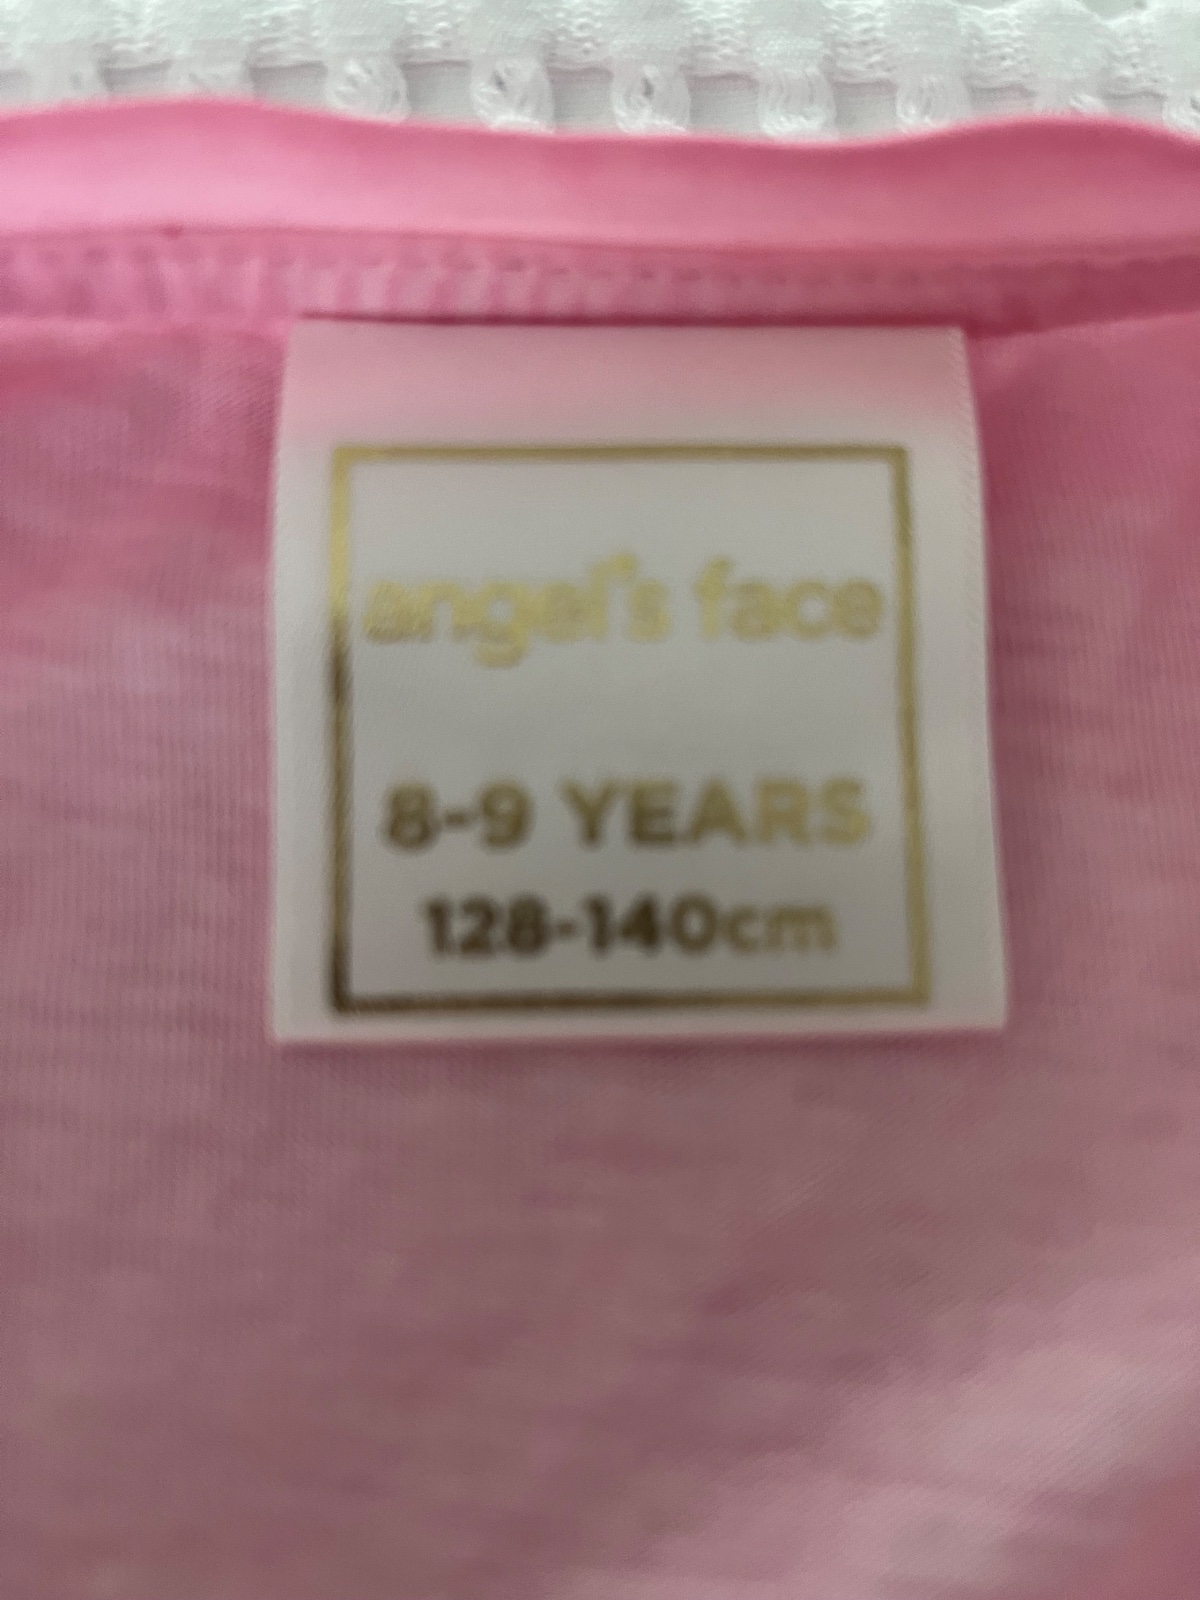 angel's face
8-9 YEARS
128-140cm